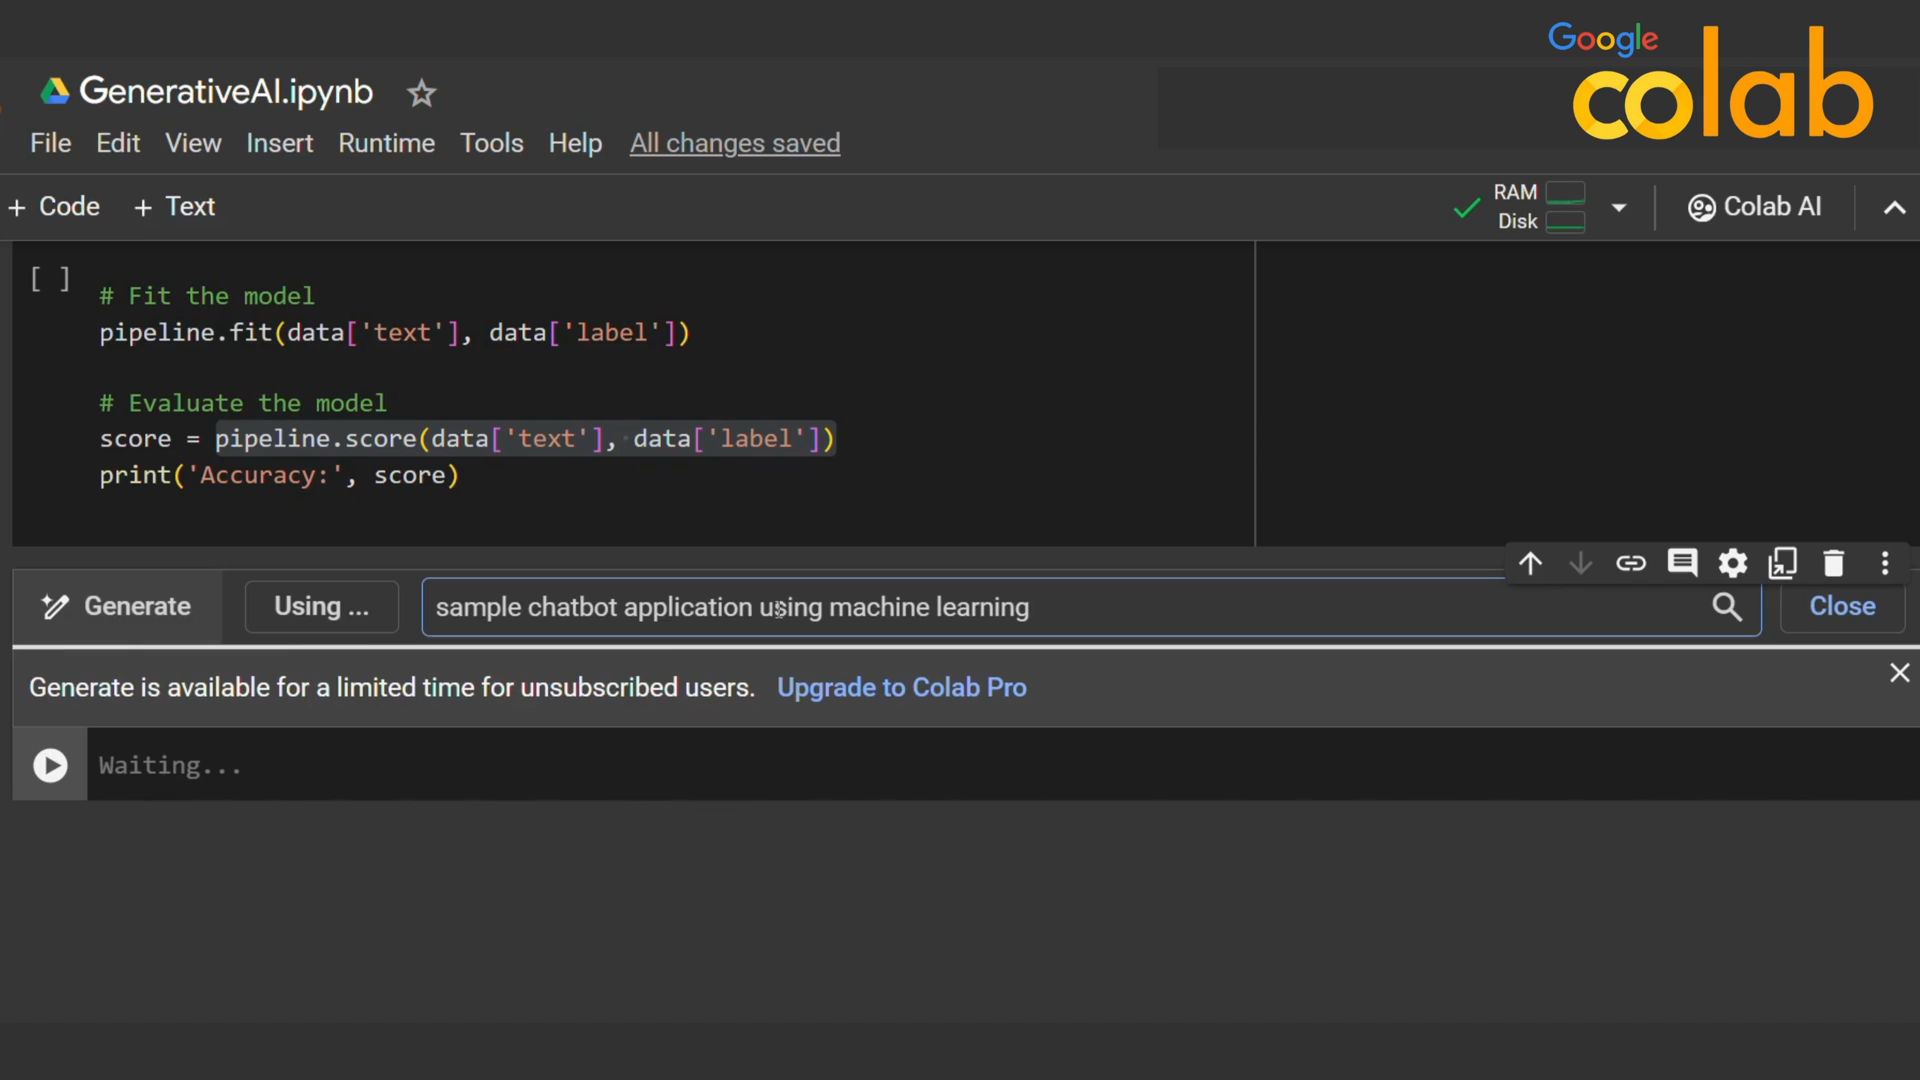 Google
colab
GenerativeAI.ipynb
File Edit View Insert Runtime Tools Help All changes saved
+ Code + Text
RAM
Disk
Colab AI
[ ]
# Fit the model
pipeline.fit(data['text'], data['label'])
# Evaluate the model
score = pipeline.score(data['text'], data['label'])
print('Accuracy:', score)
Generate Using ... sample chatbot application using machine learning Close
Generate is available for a limited time for unsubscribed users. Upgrade to Colab Pro
Waiting...